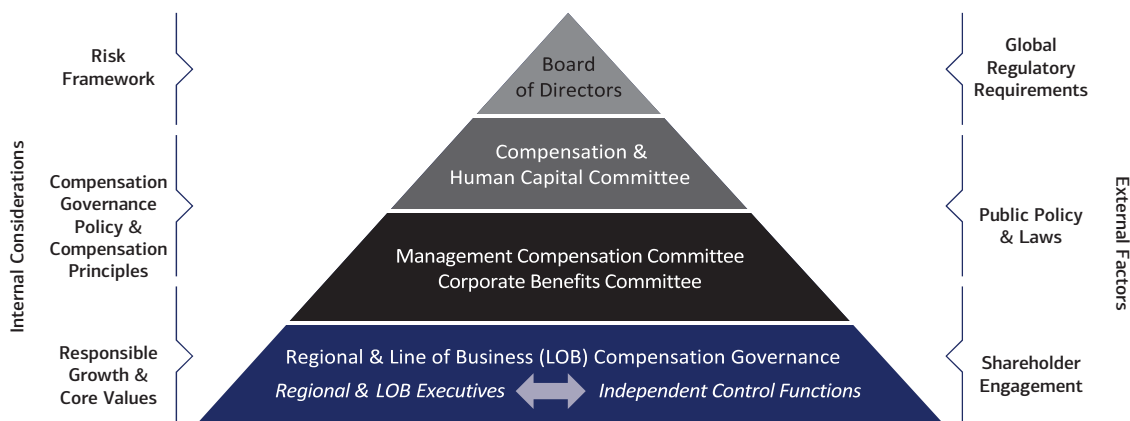 Internal Considerations
Risk
Framework
Compensation
Governance
Policy &
Compensation
Principles
Responsible
Growth &
Core Values
Board
of Directors
Compensation &
Human Capital Committee
Management Compensation Committee
Corporate Benefits Committee
Regional & Line of Business (LOB) Compensation Governance
Regional & LOB Executives
Independent Control Functions
Global
Regulatory
Requirements
Public Policy
& Laws
Shareholder
Engagement
External Factors